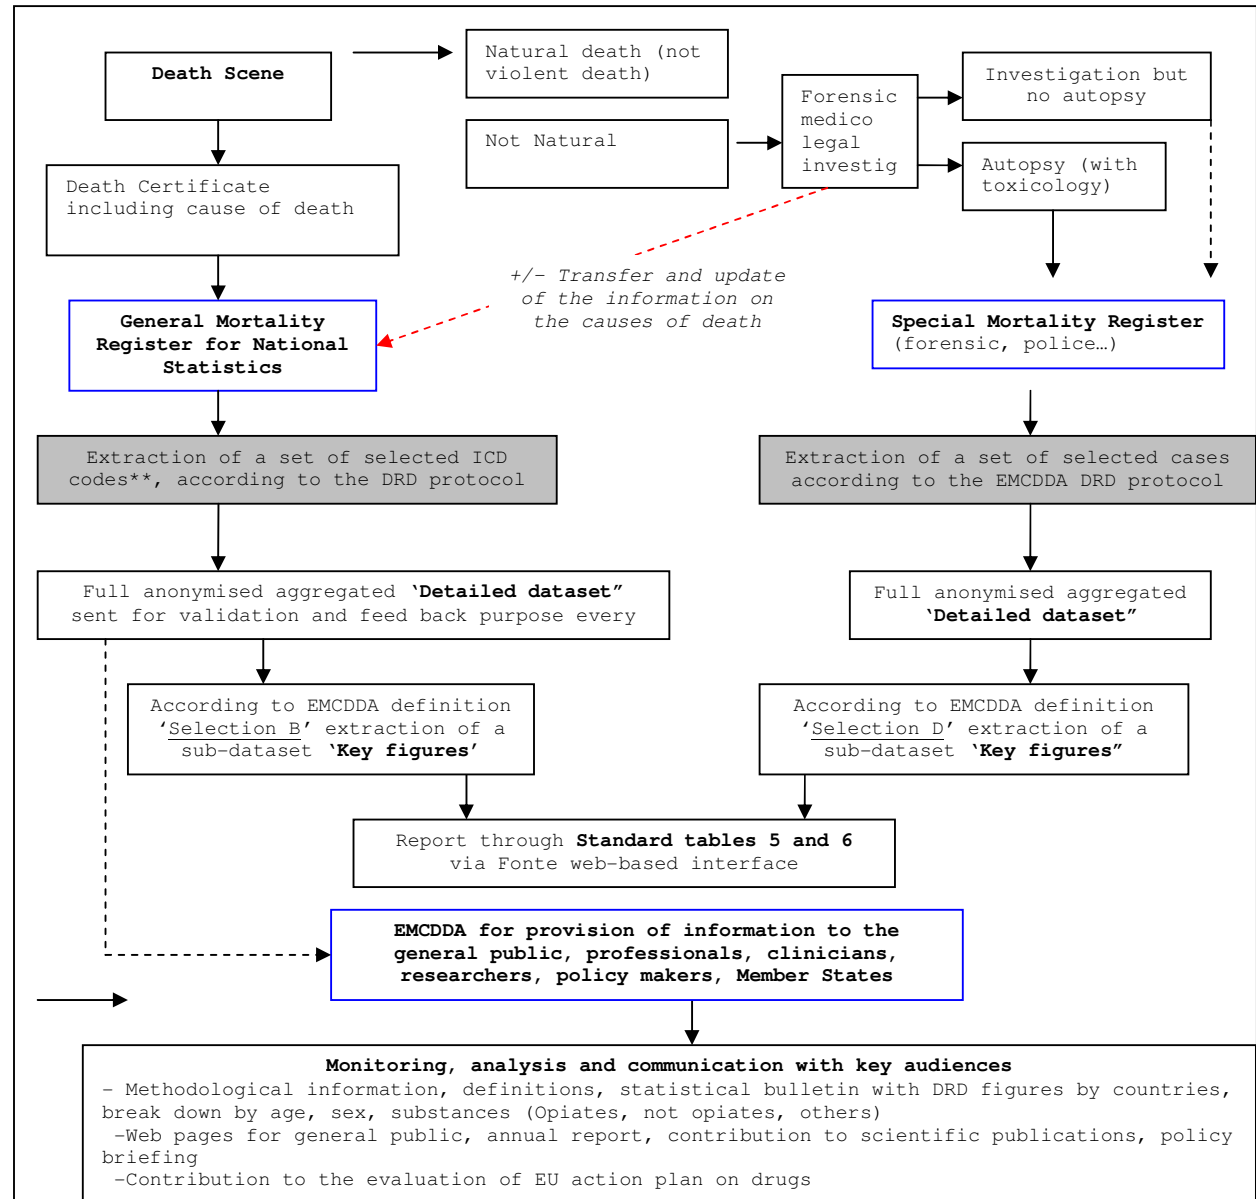 Death Scene
Natural death (not
violent death)
Not Natural
Forensic
medico
legal
investig
Investigation but
no autopsy
Autopsy (with
toxicology)
Death Certificate
including cause of death
+/- Transfer and update
of the information on
the causes of death
General Mortality
Register for National
Statistics
Special Mortality Register
(forensic, police…)
Extraction of a set of selected ICD
codes**, according to the DRD protocol
Extraction of a set of selected cases
according to the EMCDDA DRD protocol
Full anonymised aggregated ‘Detailed dataset”
sent for validation and feed back purpose every
Full anonymised aggregated
‘Detailed dataset”
According to EMCDDA definition
‘Selection B’ extraction of a
sub-dataset ‘Key figures’
According to EMCDDA definition
‘Selection D’ extraction of a
sub-dataset ‘Key figures”
Report through Standard tables 5 and 6
via Fonte web-based interface
EMCDDA for provision of information to the
general public, professionals, clinicians,
researchers, policy makers, Member States
Monitoring, analysis and communication with key audiences
- Methodological information, definitions, statistical bulletin with DRD figures by countries,
break down by age, sex, substances (Opiates, not opiates, others)
-Web pages for general public, annual report, contribution to scientific publications, policy
briefing
-Contribution to the evaluation of EU action plan on drugs